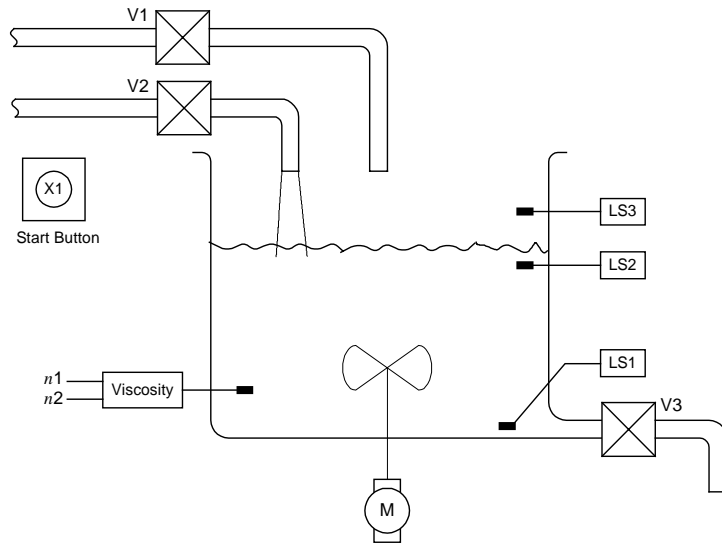 V1
V2
X1
Start Button
LS3
LS2
LS1
n1
n2
Viscosity
V3
M